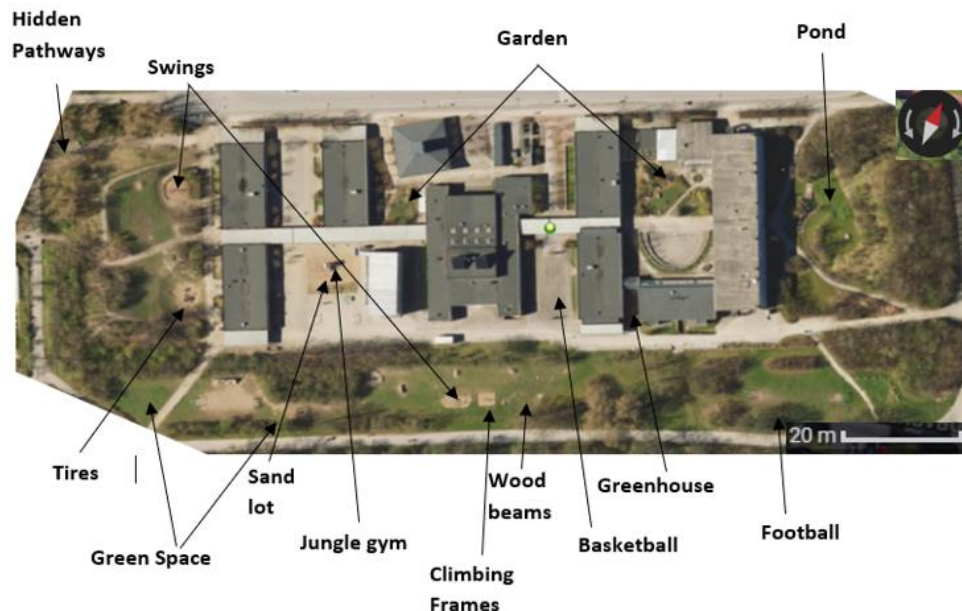 Hidden
Pathways
Swings
Garden
Pond
20 m
Tires
Sand
lot
Wood
beams
Greenhouse
Green Space
Jungle gym
Climbing
Frames
Basketball
Football